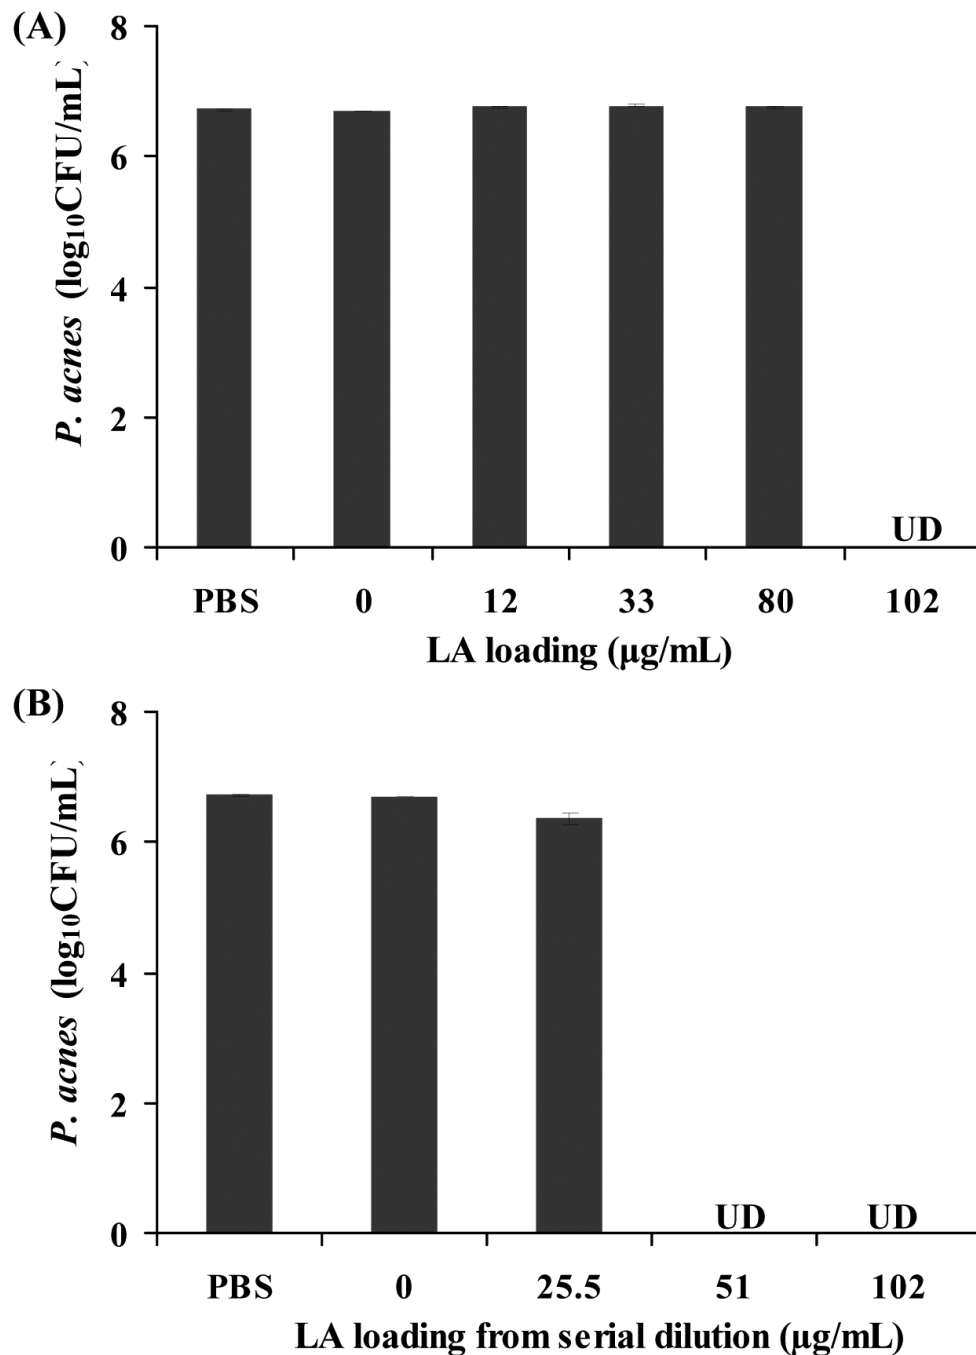 (A)
P. acnes (log₁₀CFU/mL)
8
6
4
2
0
UD
PBS 0 12 33 80 102
LA loading (µg/mL)
(B)
P. acnes (log₁₀CFU/mL)
8
6
4
2
0
UD UD
PBS 0 25.5 51 102
LA loading from serial dilution (µg/mL)